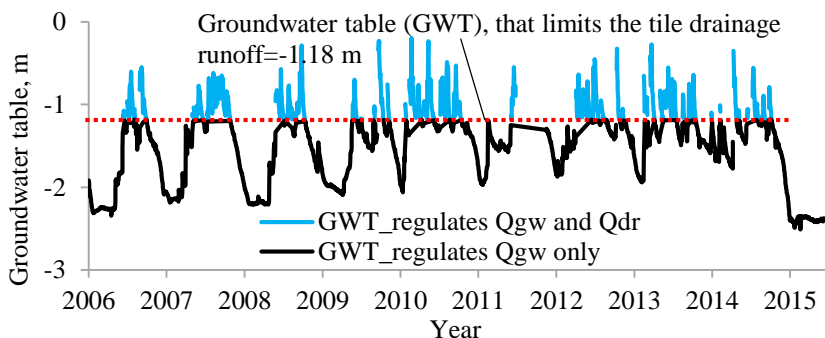 Groundwater table (GWT), that limits the tile drainage
runoff=-1.18 m
Groundwater table, m
0
-1
-2
-3
GWT_regulates Qgw and Qdr
GWT_regulates Qgw only
2006 2007 2008 2009 2010 2011 2012 2013 2014 2015
Year